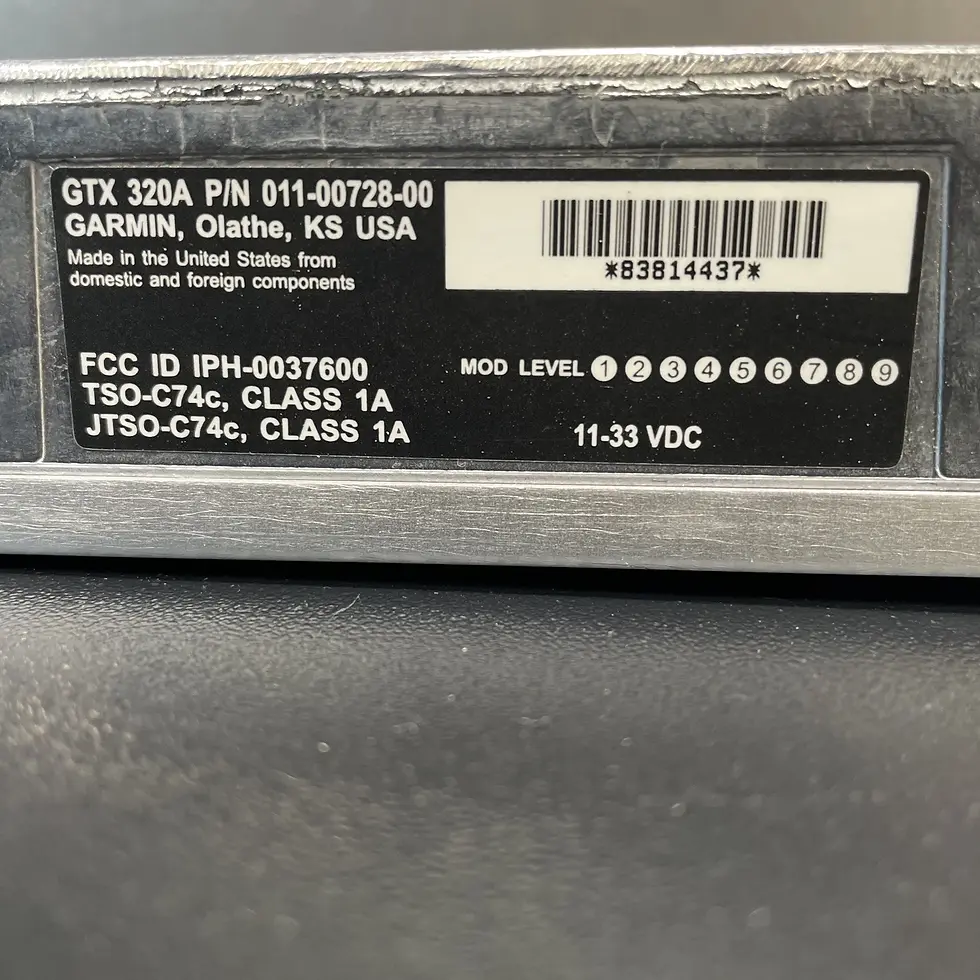 GTX 320A P/N 011-00728-00
GARMIN, Olathe, KS USA
Made in the United States from
domestic and foreign components
*83814437*
FCC ID IPH-0037600
TSO-C74c, CLASS 1A
JTSO-C74c, CLASS 1A
MOD LEVEL 1 2 3 4 5 6 7 8 9
11-33 VDC